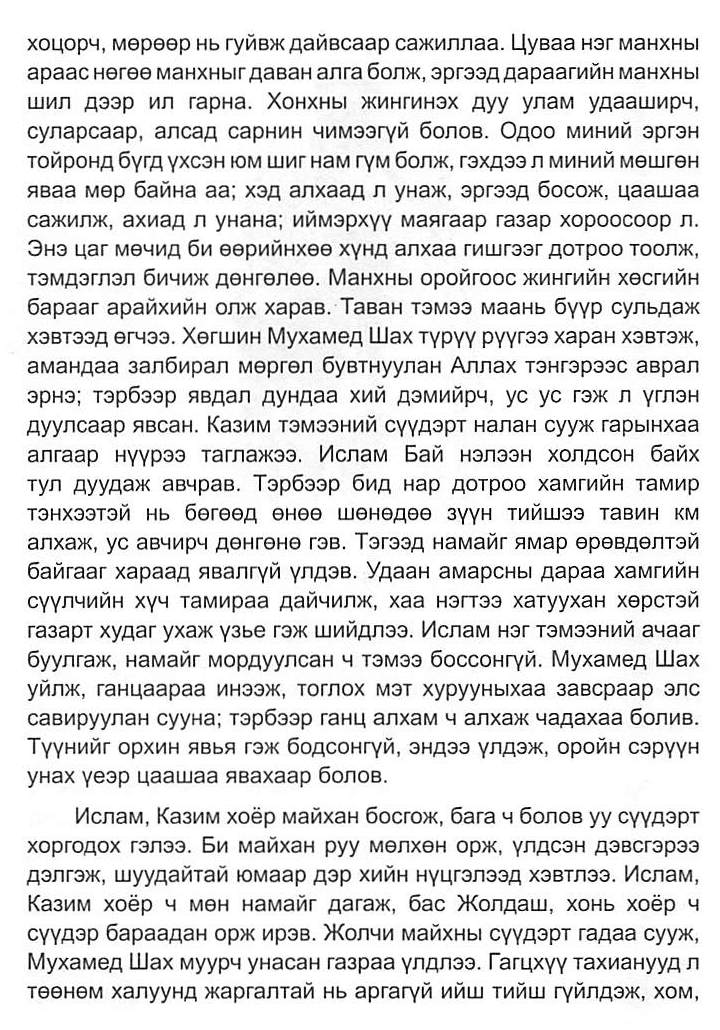 хоцорч, мөрөөр нь гуйвж дайвсаар сажиллаа. Цуваа нэг манхны
араас нөгөө манхныг даван алга болж, эргээд дараагийн манхны
шил дээр ил гарна. Хонхны жингинэх дуу улам удааширч,
суларсаар, алсад сарнин чимээгүй болов. Одоо миний эргэн
тойронд бүгд үхсэн юм шиг нам гүм болж, гэхдээ л миний мөшгөн
яваа мөр байна аа; хэд алхаад л унаж, эргээд босож, цаашаа
сажилж, ахиад л унана; иймэрхүү маягаар газар хороосоор л.
Энэ цаг мөчид би өөрийнхөө хүнд алхаа гишгээг дотроо тоолж,
тэмдэглэл бичиж дөнгөлөө. Манхны оройгоос жингийн хөсгийн
барааг арайхийн олж харав. Таван тэмээ маань бүүр сульдаж
хэвтээд өгчээ. Хөгшин Мухамед Шах түрүү рүүгээ харан хэвтэж,
амандаа залбирал мөргөл бувтнуулан Аллах тэнгэрээс аврал
эрнэ; тэрбээр явдал дундаа хий дэмийрч, ус ус гэж л үглэн
дуулсаар явсан. Казим тэмээний сүүдэрт налан сууж гарынхаа
алгаар нүүрээ таглажээ. Ислам Бай нэлээн холдсон байх
тул дуудаж авчрав. Тэрбээр бид нар дотроо хамгийн тамир
тэнхээтэй нь бөгөөд өнөө шөнөдөө зүүн тийшээ тавин км
алхаж, ус авчирч дөнгөнө гэв. Тэгээд намайг ямар өрөвдөлтэй
байгааг хараад явалгүй үлдэв. Удаан амарсны дараа хамгийн
сүүлчийн хүч тамираа дайчилж, хаа нэгтээ хатуухан хөрстэй
газарт худаг ухаж үзье гэж шийдлээ. Ислам нэг тэмээний ачааг
буулгаж, намайг мордуулсан ч тэмээ боссонгүй. Мухамед Шах
уйлж, ганцаараа инээж, тоглох мэт хурууныхаа завсраар элс
савируулан сууна; тэрбээр ганц алхам ч алхаж чадахаа болив.
Түүнийг орхин явья гэж бодсонгүй, эндээ үлдэж, оройн сэрүүн
унах үеэр цаашаа явахаар болов.
Ислам, Казим хоёр майхан босгож, бага ч болов уу сүүдэрт
хоргодох гэлээ. Би майхан руу мөлхөн орж, үлдсэн дэвсгэрээ
дэлгэж, шуудайтай юмаар дэр хийн нүцгэлээд хэвтлээ. Ислам,
Казим хоёр ч мөн намайг дагаж, бас Жолдаш, хонь хоёр ч
сүүдэр бараадан орж ирэв. Жолчи майхны сүүдэрт гадаа сууж,
Мухамед Шах муурч унасан газраа үлдлээ. Гагцхүү тахианууд л
төөнөм халуунд жаргалтай нь аргагүй ийш тийш гүйлдэж, хом,